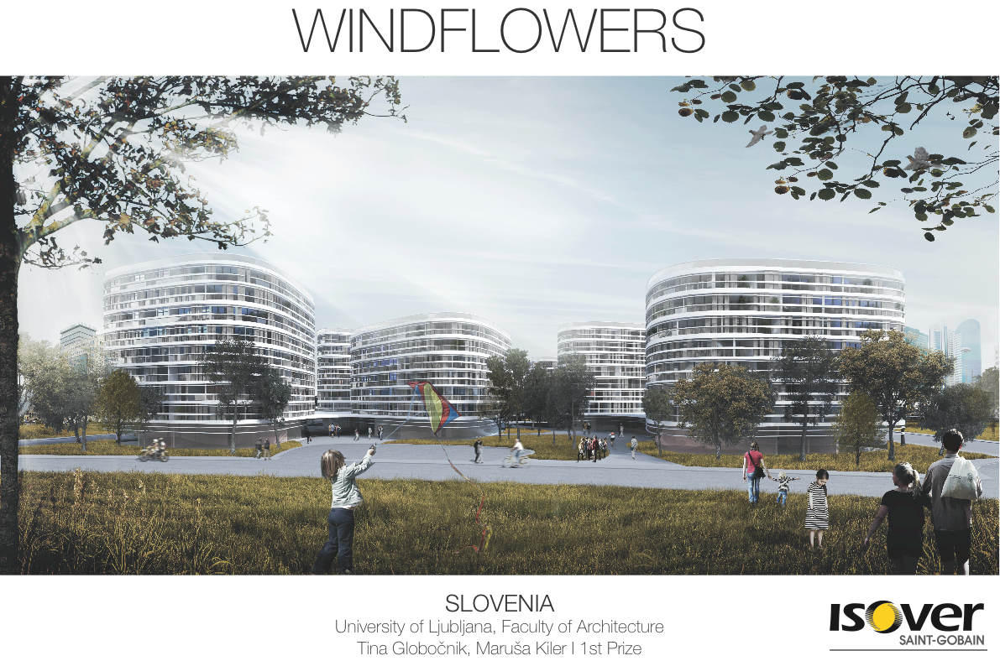 WINDFLOWERS
SLOVENIA
University of Ljubljana, Faculty of Architecture
Tina Globočnik, Maruša Kiler I 1st Prize
ISOVER
SAINT-GOBAIN